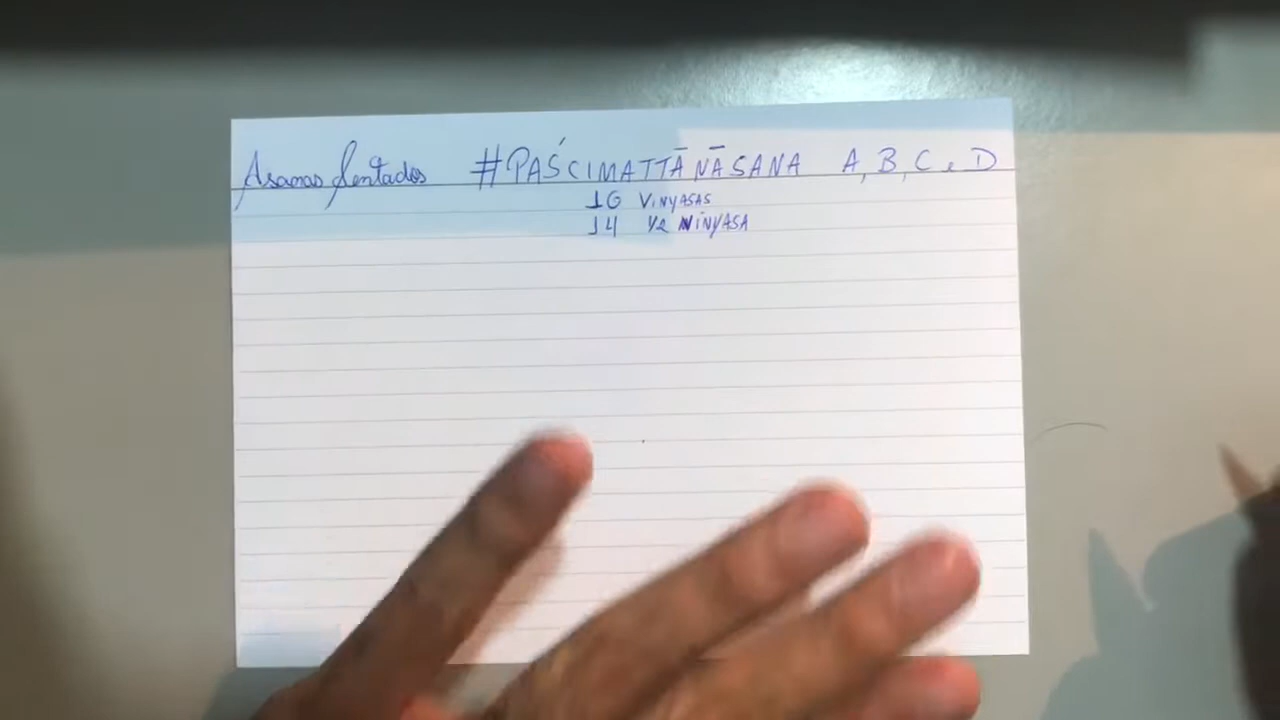 Asanas Sentados #PAŚCIMATTĀNĀSANA A, B, C e D
16 VINYASAS
14 1/2 VINYASA